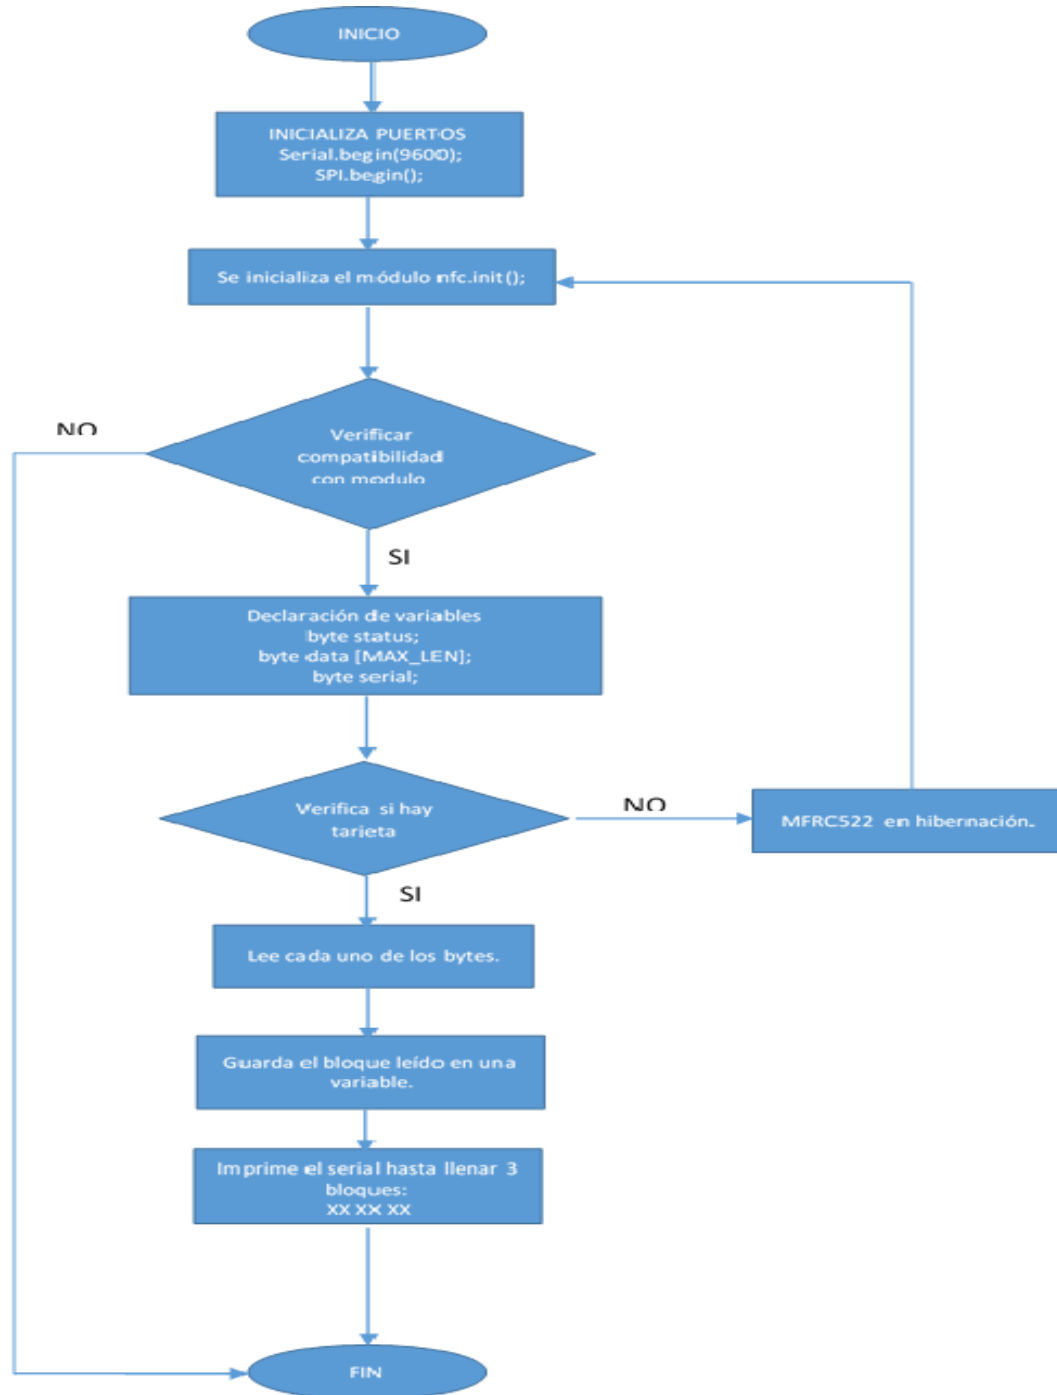 INICIO
INICIALIZA PUERTOS
Serial.begin(9600);
SPI.begin();
Se inicializa el módulo nfc.init();
NO
Verificar
compatibilidad
con modulo
SI
Declaración de variables
byte status;
byte data [MAX_LEN];
byte serial;
Verifica si hay
tarjeta
NO
MFRC522 en hibernación.
SI
Lee cada uno de los bytes.
Guarda el bloque leído en una
variable.
Imprime el serial hasta llenar 3
bloques:
XX XX XX
FIN